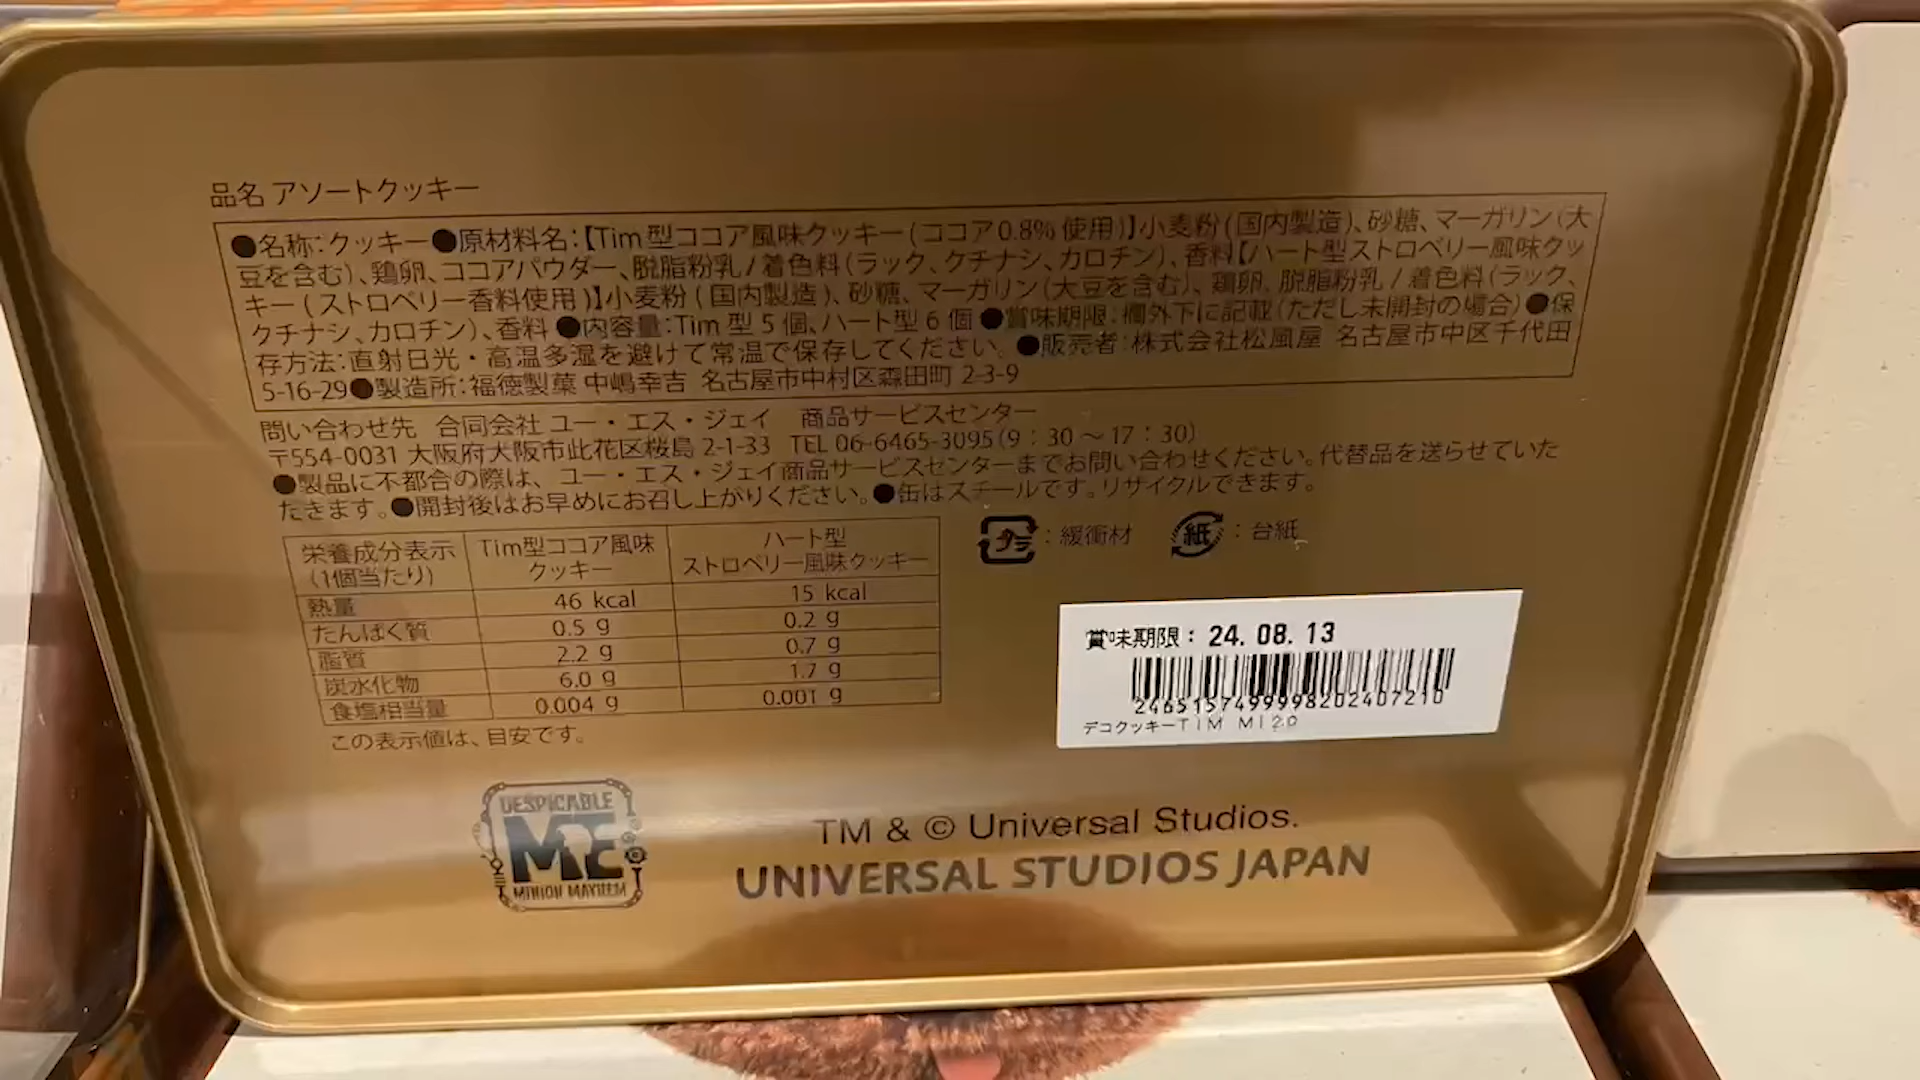 品名 アソートクッキー
●名称:クッキー●原材料名:【Tim型ココア風味クッキー(ココア0.8%使用)】小麦粉(国内製造)、砂糖、マーガリン(大
豆を含む)、鶏卵、ココアパウダー、脱脂粉乳/着色料(ラック、クチナシ、カロチン)、香料【ハート型ストロベリー風味クッ
キー(ストロベリー香料使用)】小麦粉(国内製造)、砂糖、マーガリン(大豆を含む)、鶏卵、脱脂粉乳/着色料(ラック、
クチナシ、カロチン)、香料●内容量:Tim型5個、ハート型6個●賞味期限:欄外下に記載(ただし未開封の場合)●保
存方法:直射日光・高温多湿を避けて常温で保存してください。●販売者:株式会社松風屋 名古屋市中区千代田
5-16-29●製造所:福徳製菓 中嶋幸吉 名古屋市中村区森田町 2-3-9
問い合わせ先 合同会社 ユー・エス・ジェイ 商品サービスセンター
〒554-0031 大阪府大阪市此花区桜島 2-1-33 TEL 06-6465-3095(9:30~17:30)
●製品に不都合の際は、ユー・エス・ジェイ商品サービスセンターまでお問い合わせください。代替品を送らせていた
だきます。●開封後はお早めにお召し上がりください。●缶はスチールです。リサイクルできます。
栄養成分表示(1個当たり) Tim型ココア風味クッキー ハート型ストロベリー風味クッキー
熱量 46 kcal 15 kcal
たんぱく質 0.5 g 0.2 g
脂質 2.2 g 0.7 g
炭水化物 6.0 g 1.7 g
食塩相当量 0.004 g 0.001 g
この表示値は、目安です。
プラ:緩衝材 紙:台紙
賞味期限: 24. 08. 13
2465157499998202407210
デコクッキーTIM MI20
DESPICABLE
ME
MINION MAYHEM
TM & © Universal Studios.
UNIVERSAL STUDIOS JAPAN